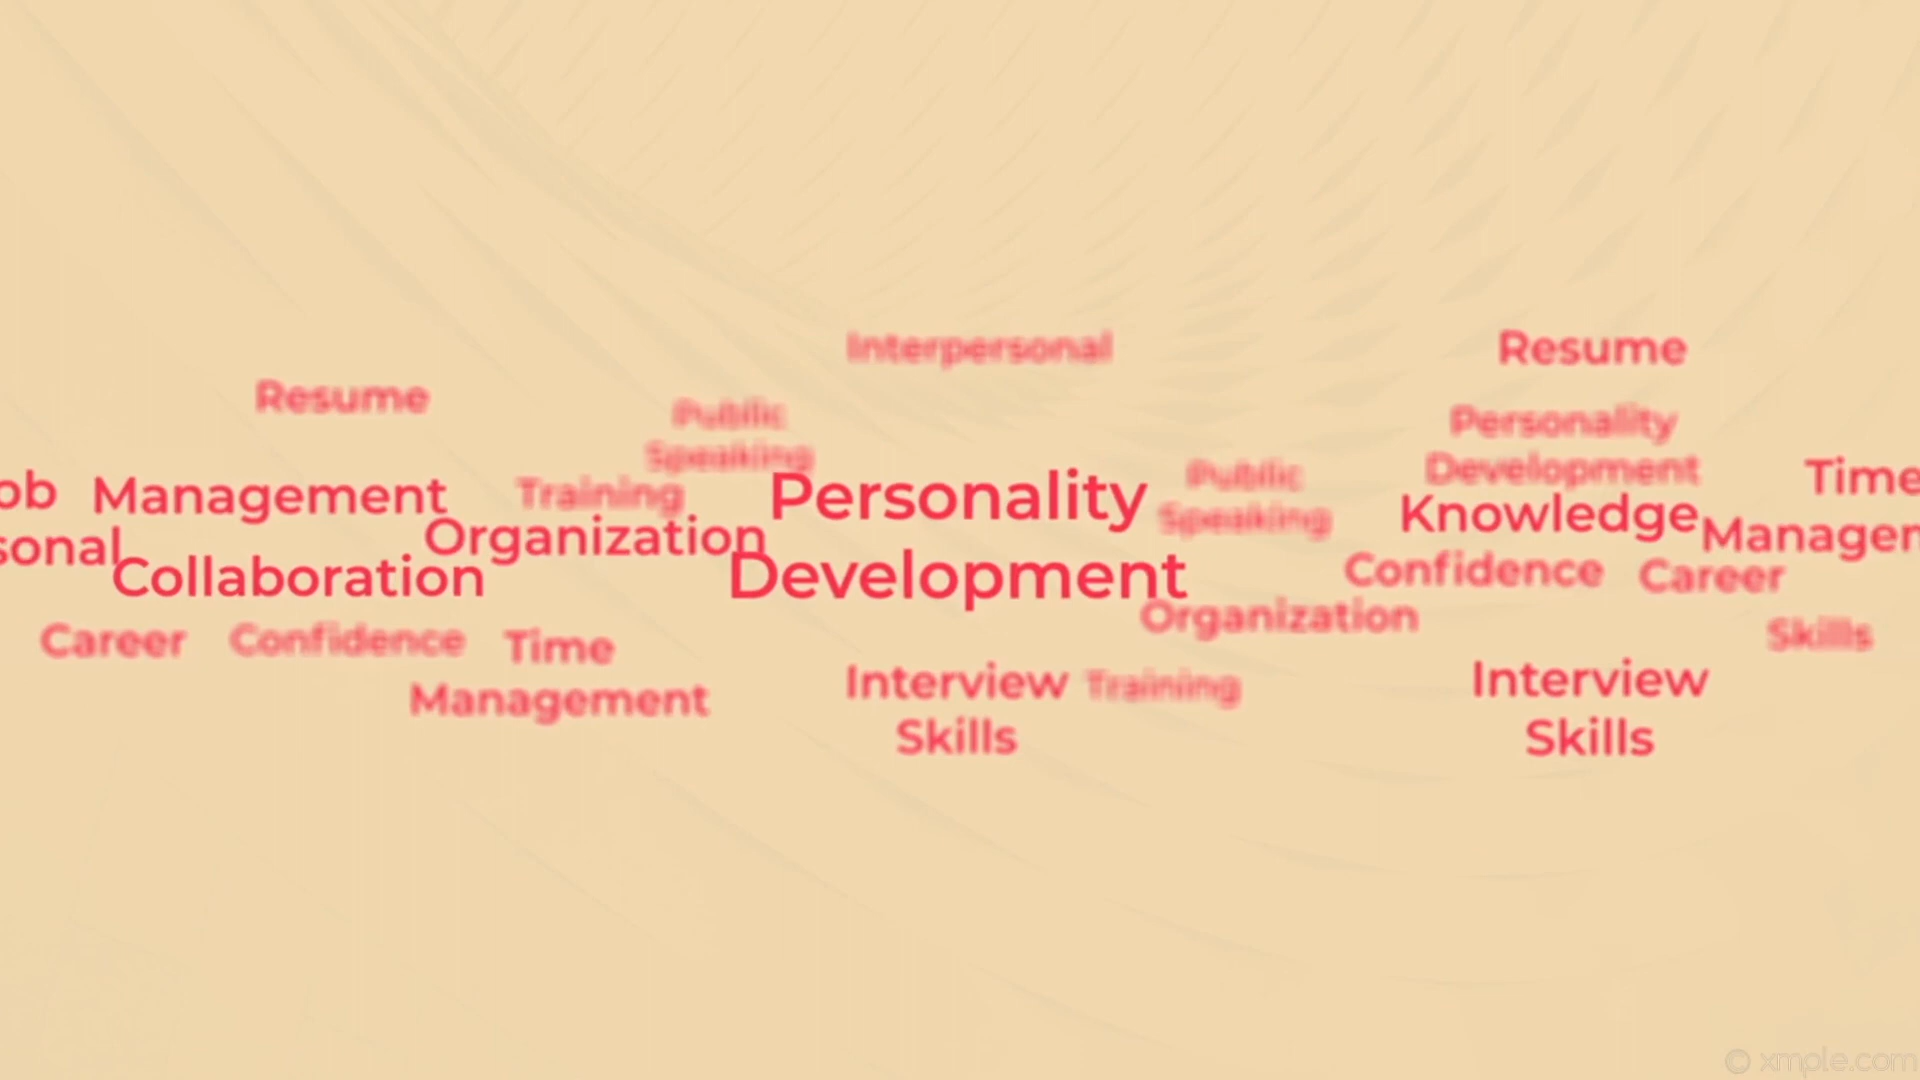 Interpersonal
Resume
Resume
Public
Speaking
Personality
Development
Time
Managem
ob
sonal
Management
Training
Organization
Collaboration
Personality
Development
Public
Speaking
Knowledge
Confidence
Career
Organization
Skills
Career
Confidence
Time
Management
Interview
Skills
Training
Interview
Skills
© xmple.com